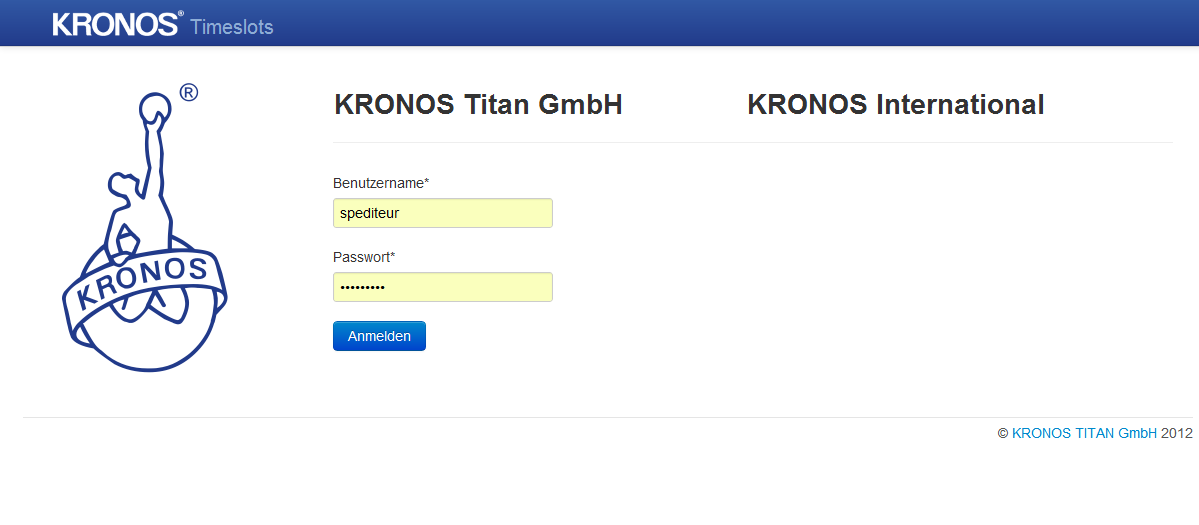 KRONOS® Timeslots
®
KRONOS
KRONOS Titan GmbH
KRONOS International
Benutzername*
spediteur
Passwort*
•••••••••
Anmelden
© KRONOS TITAN GmbH 2012